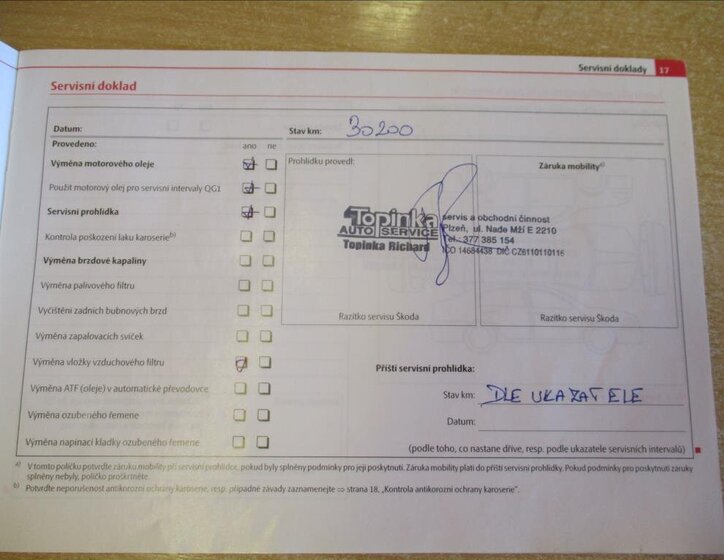 Servisní doklady 17
Servisní doklad
Datum:
Stav km: 30200
Provedeno: ano ne
Výměna motorového oleje
Použit motorový olej pro servisní intervaly QG1
Servisní prohlídka
Kontrola poškození laku karoserie b)
Výměna brzdové kapaliny
Výměna palivového filtru
Vyčištění zadních bubnových brzd
Výměna zapalovacích svíček
Výměna vložky vzduchového filtru
Výměna ATF (oleje) v automatické převodovce
Výměna ozubeného řemene
Výměna napínací kladky ozubeného řemene
Prohlídku provedl:
Topinka
AUTO SERVICE
Topinka Richard
servis a obchodní činnost
Plzeň, ul. Nade Mží E 2210
Tel.: 377 385 154
IČO 14684438 DIČ CZ6110110116
Razítko servisu Škoda
Záruka mobility a)
Razítko servisu Škoda
Příští servisní prohlídka:
Stav km: DLE UKAZATELE
Datum:
(podle toho, co nastane dříve, resp. podle ukazatele servisních intervalů)
a) V tomto políčku potvrďte záruku mobility při servisní prohlídce, pokud byly splněny podmínky pro její poskytnutí. Záruka mobility platí do příští servisní prohlídky. Pokud podmínky pro poskytnutí záruky
splněny nebyly, políčko proškrtněte.
b) Potvrďte neporušenost antikorozní ochrany karoserie, resp. případné závady zaznamenejte ⇒ strana 18, „Kontrola antikorozní ochrany karoserie".